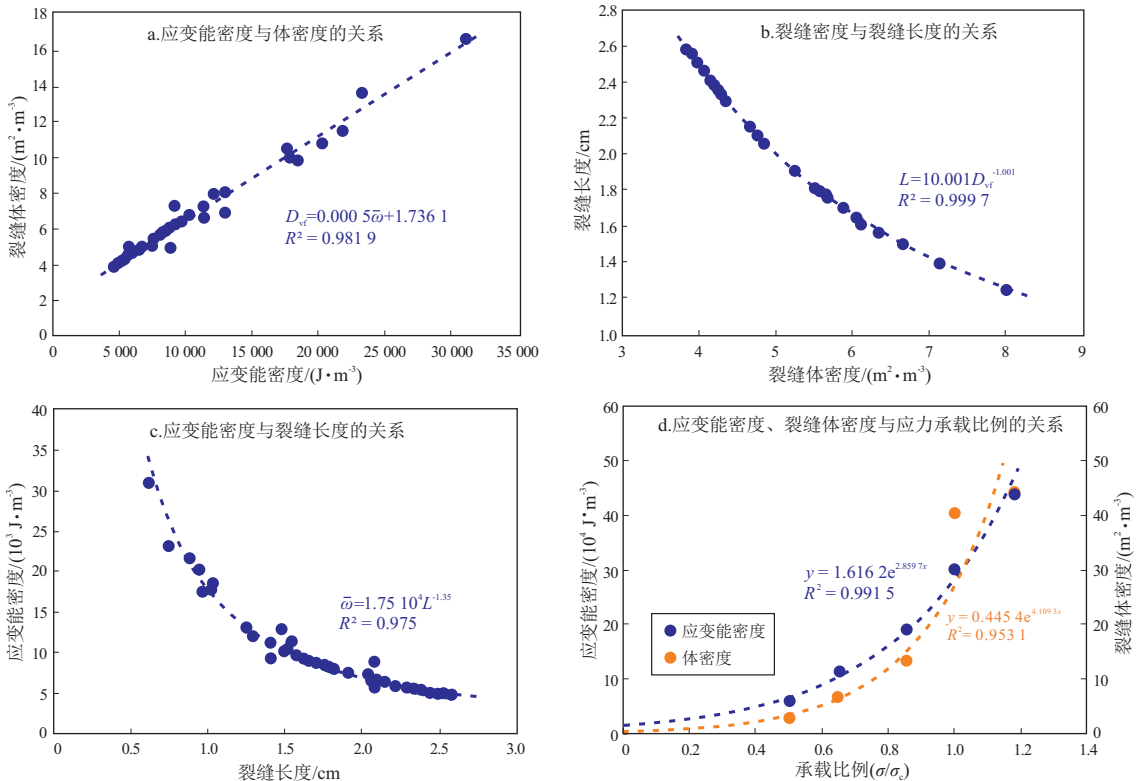 a.应变能密度与体密度的关系
18
16
14
12
10
8
6
4
2
0
裂缝体密度/(m²·m⁻³)
D_vf=0.000 5ω̄+1.736 1
R²=0.981 9
0 5 000 10 000 15 000 20 000 25 000 30 000 35 000
应变能密度/(J·m⁻³)
b.裂缝密度与裂缝长度的关系
2.8
2.6
2.4
2.2
2.0
1.8
1.6
1.4
1.2
1.0
裂缝长度/cm
L=10.001D_vf⁻¹·⁰⁰¹
R²=0.999 7
3 4 5 6 7 8 9
裂缝体密度/(m²·m⁻³)
c.应变能密度与裂缝长度的关系
40
35
30
25
20
15
10
5
0
应变能密度/(10³ J·m⁻³)
ω̄=1.75 10⁴L⁻¹·³⁵
R²=0.975
0 0.5 1.0 1.5 2.0 2.5 3.0
裂缝长度/cm
d.应变能密度、裂缝体密度与应力承载比例的关系
60
50
40
30
20
10
0
应变能密度/(10⁴ J·m⁻³)
y=1.616 2e²·⁸⁵⁹ ⁷ˣ
R²=0.991 5
y=0.445 4e⁴·¹⁰⁹ ³ˣ
R²=0.953 1
应变能密度
体密度
60
50
40
30
20
10
0
裂缝体密度/(m²·m⁻³)
0 0.2 0.4 0.6 0.8 1.0 1.2 1.4
承载比例(σ/σ_c)